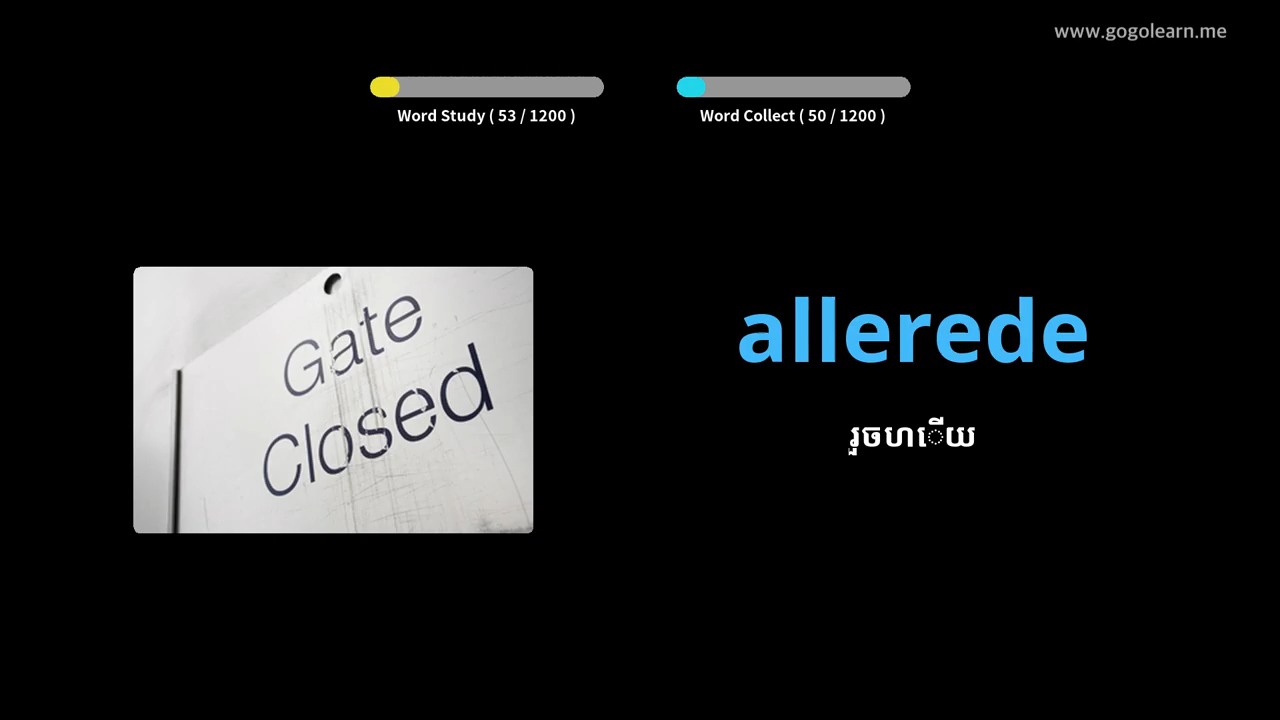 www.gogolearn.me
Word Study ( 53 / 1200 )
Word Collect ( 50 / 1200 )
Gate
Closed
allerede
រួចហើយ